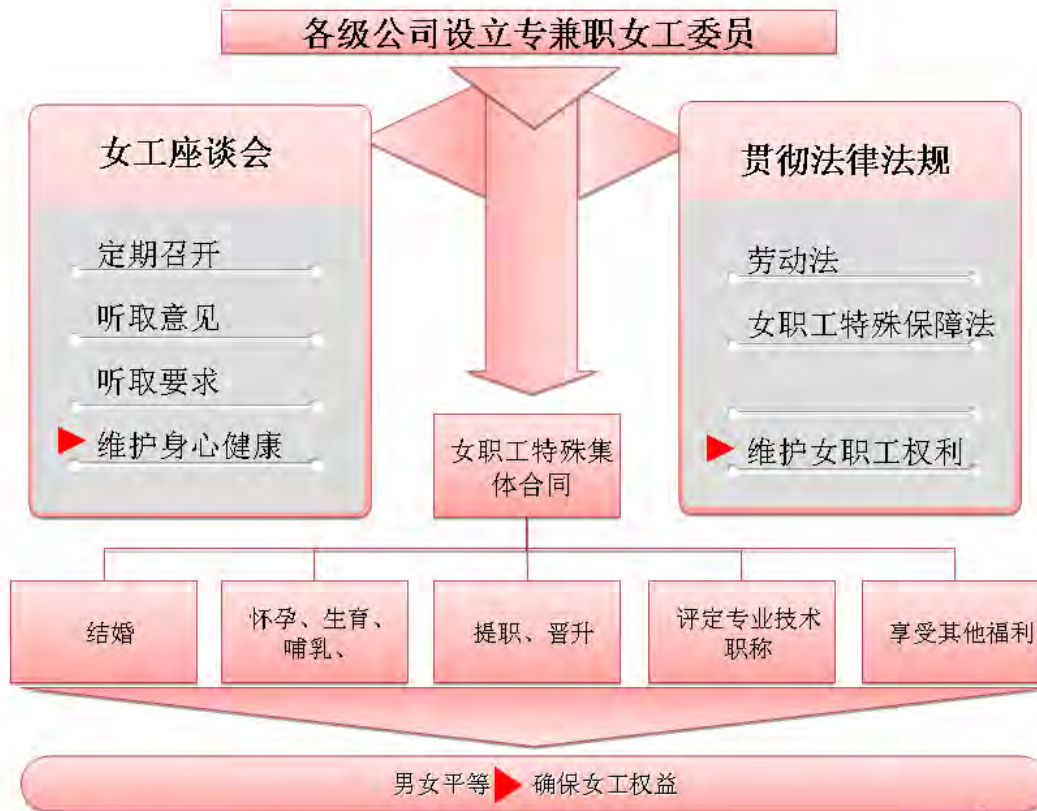 各级公司设立专兼职女工委员
女工座谈会
定期召开
听取意见
听取要求
维护身心健康
贯彻法律法规
劳动法
女职工特殊保障法
维护女职工权利
女职工特殊集
体合同
结婚
怀孕、生育、
哺乳、
提职、晋升
评定专业技术
职称
享受其他福利
男女平等 确保女工权益